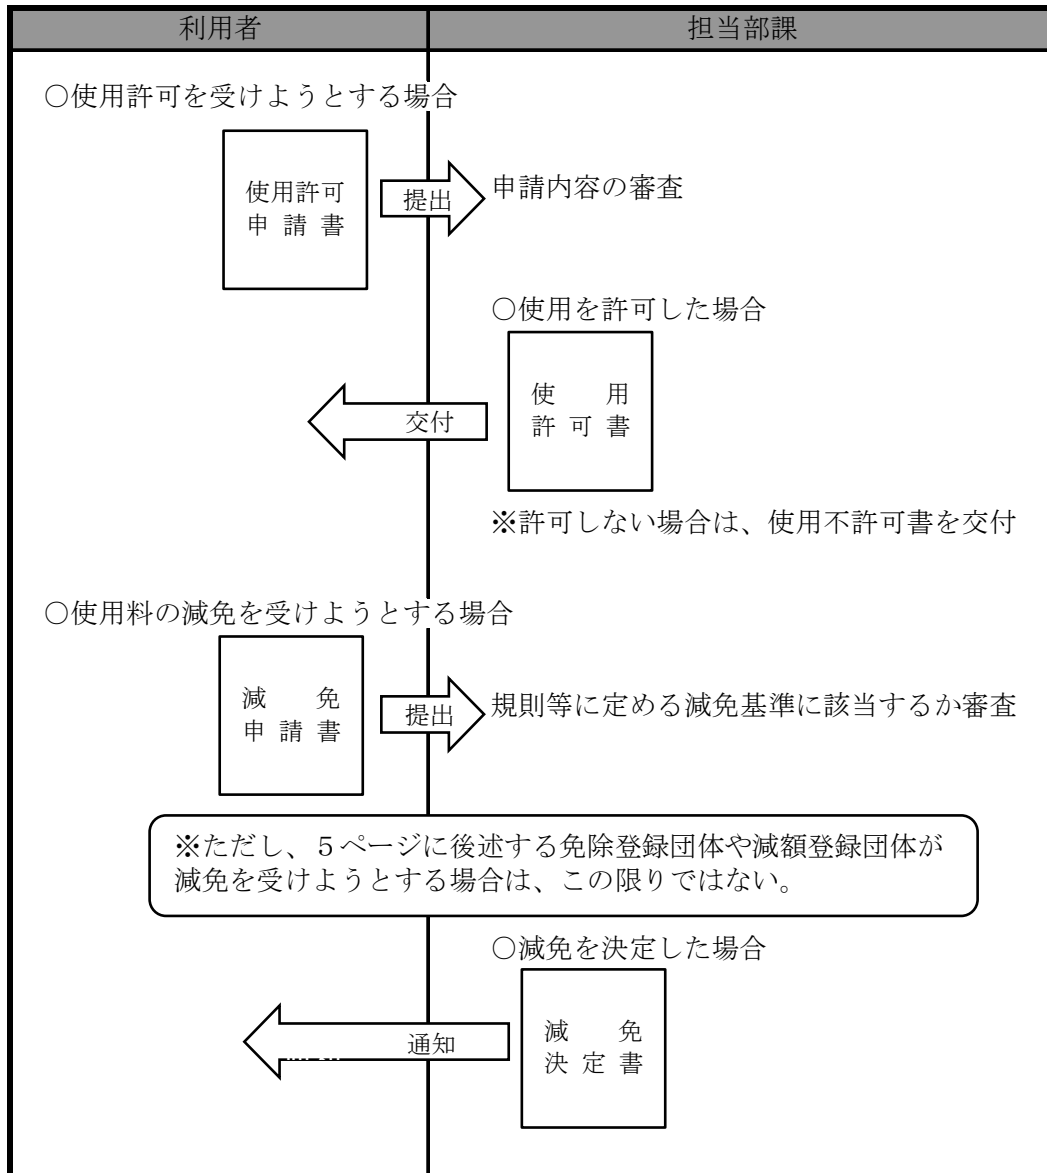 利用者
担当部課
○使用許可を受けようとする場合
使用許可
申請書
提出
申請内容の審査
○使用を許可した場合
使 用
許可書
交付
※許可しない場合は、使用不許可書を交付
○使用料の減免を受けようとする場合
減 免
申請書
提出
規則等に定める減免基準に該当するか審査
※ただし、5ページに後述する免除登録団体や減額登録団体が
減免を受けようとする場合は、この限りではない。
○減免を決定した場合
減 免
決定書
通知